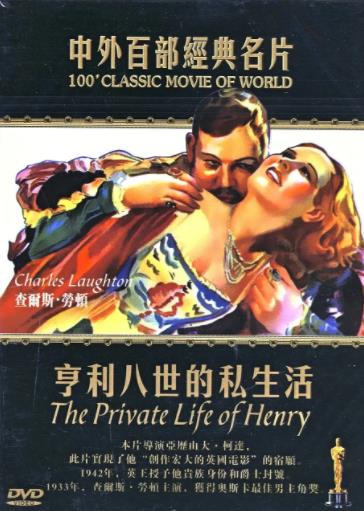 中外百部經典名片
100'CLASSIC MOVIE OF WORLD
Charles Laughton
查爾斯·勞頓
亨利八世的私生活
The Private Life of Henry
本片導演亞歷山大·柯達，
此片實現了他“創作宏大的英國電影”的宿願。
1942年，英王授予他貴族身份和爵士封號。
1933年，查爾斯·勞頓主演，獲得奧斯卡最佳男主角獎
DVD
VIDEO